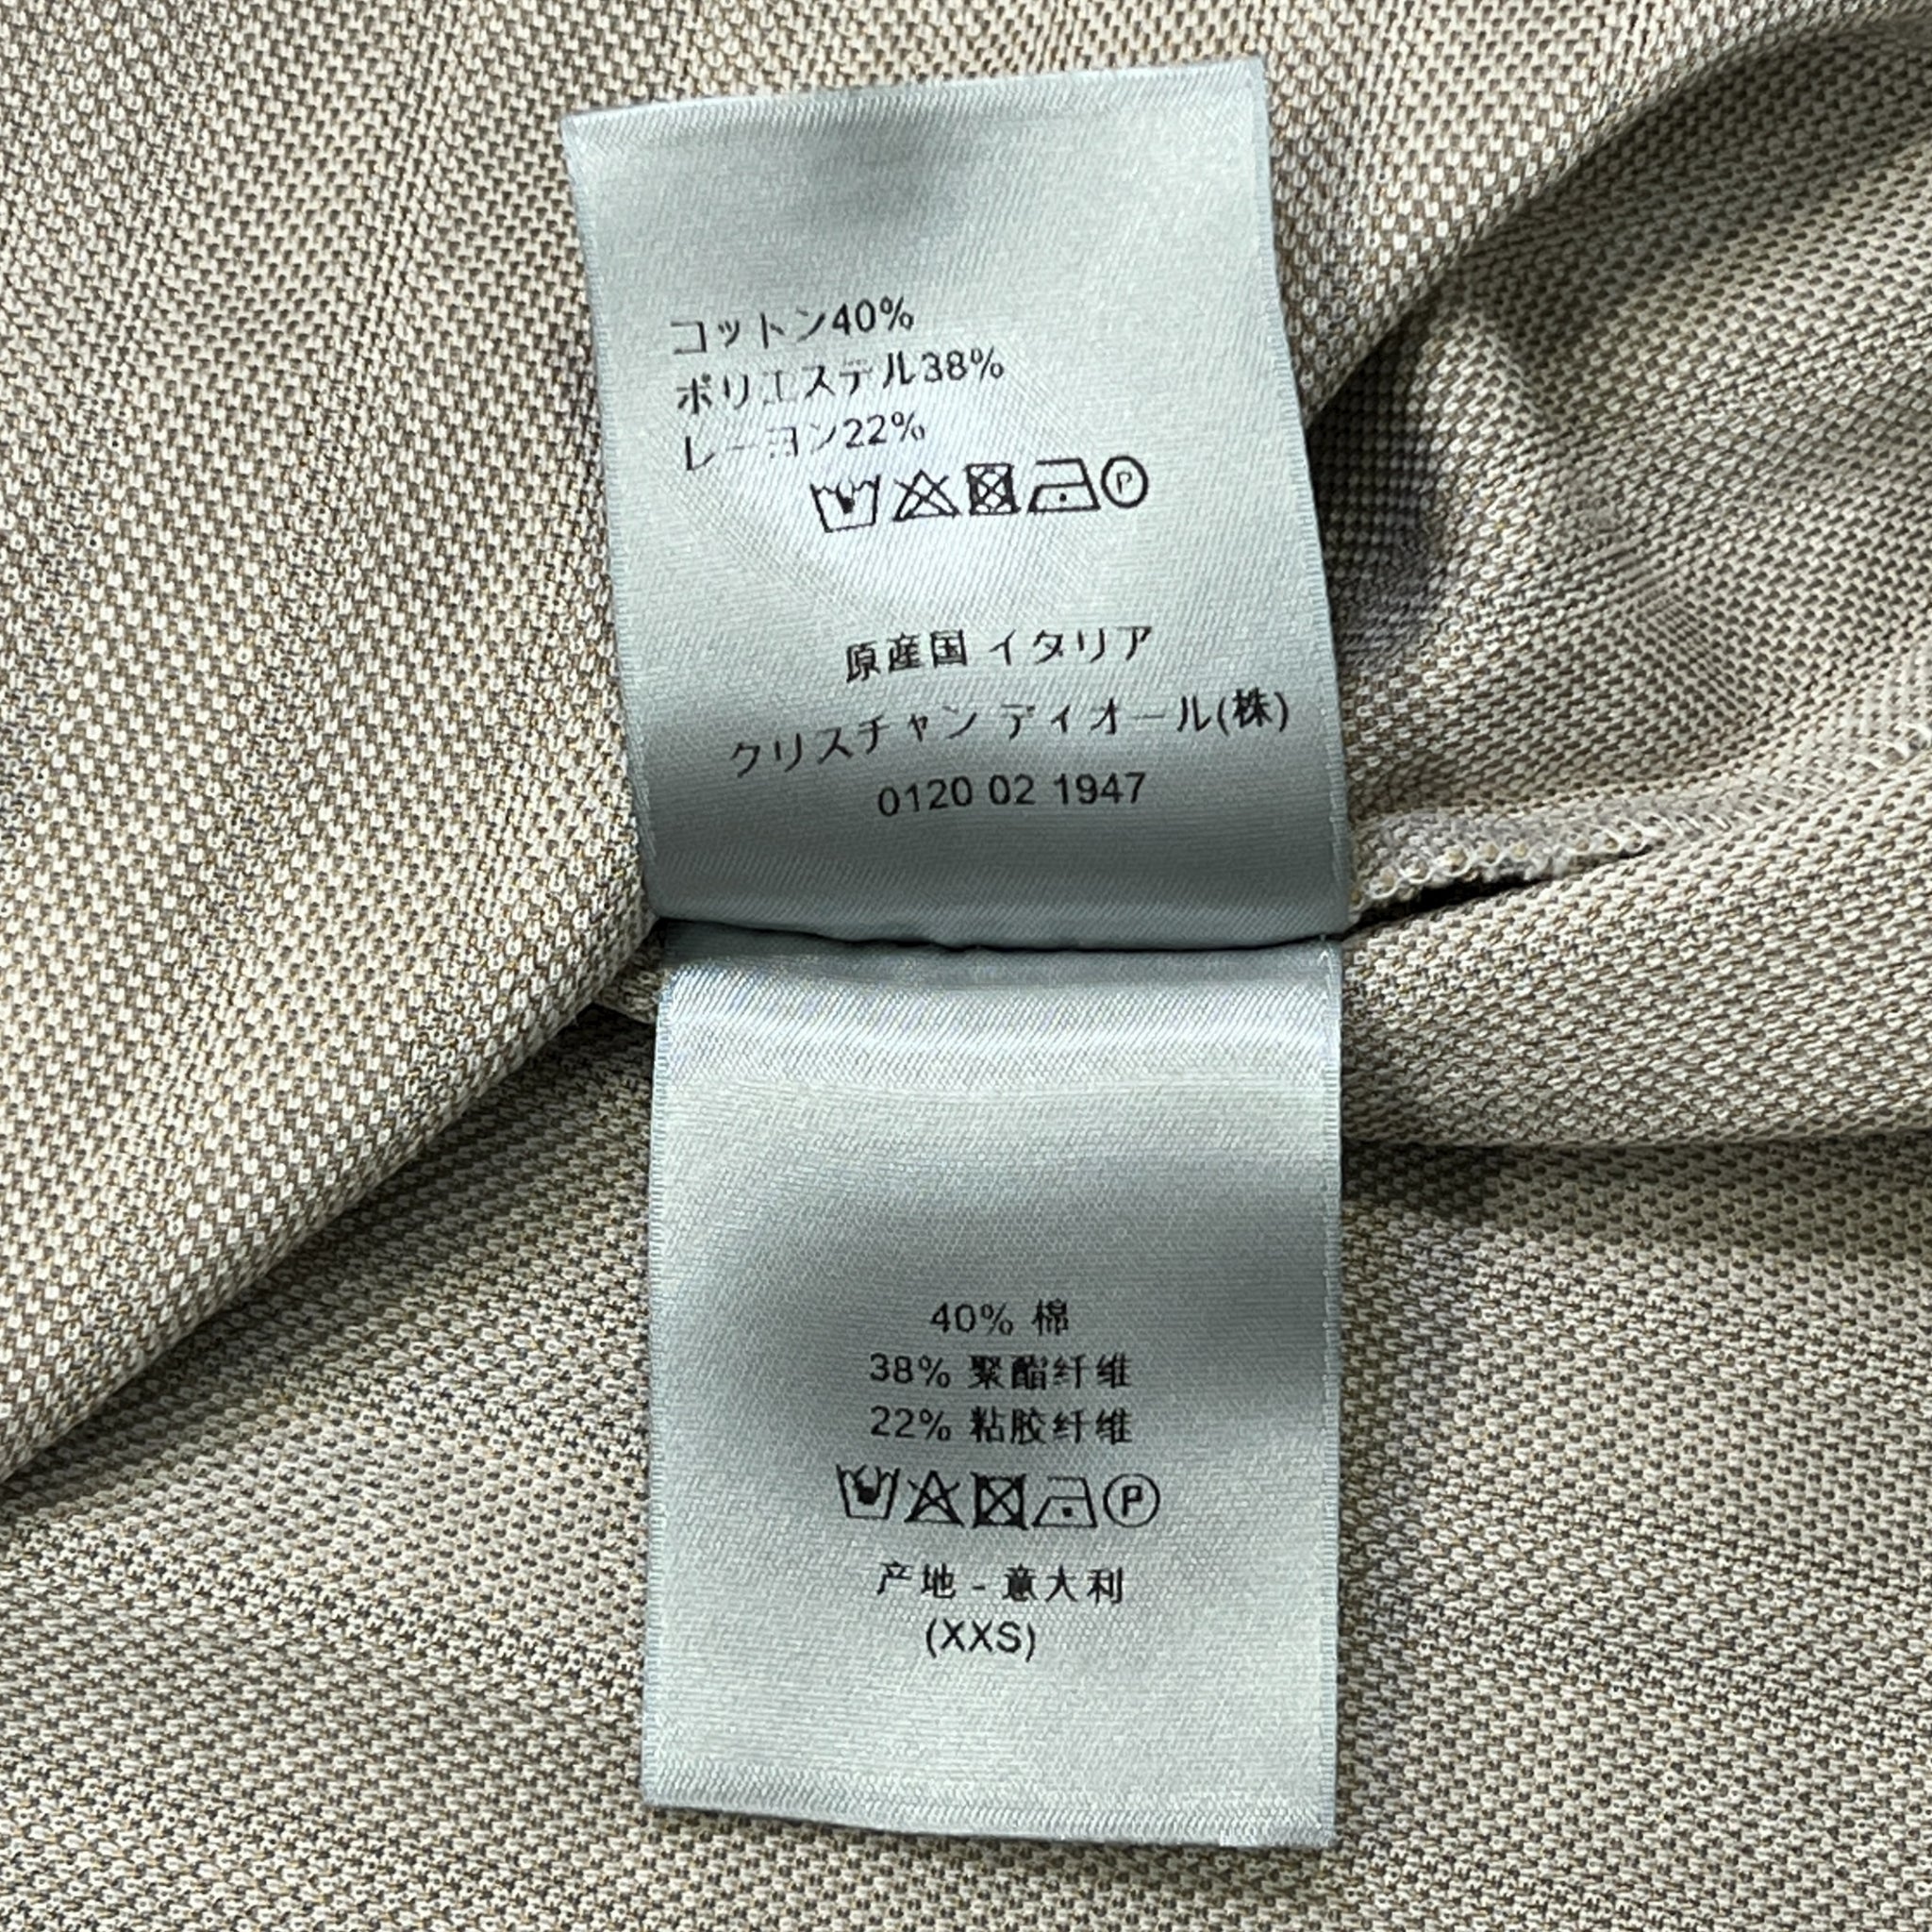 コットン40%
ポリエステル38%
レーヨン22%
P
原産国 イタリア
クリスチャン ディオール(株)
0120 02 1947
40% 棉
38% 聚酯纤维
22% 粘胶纤维
P
产地 - 意大利
(XXS)